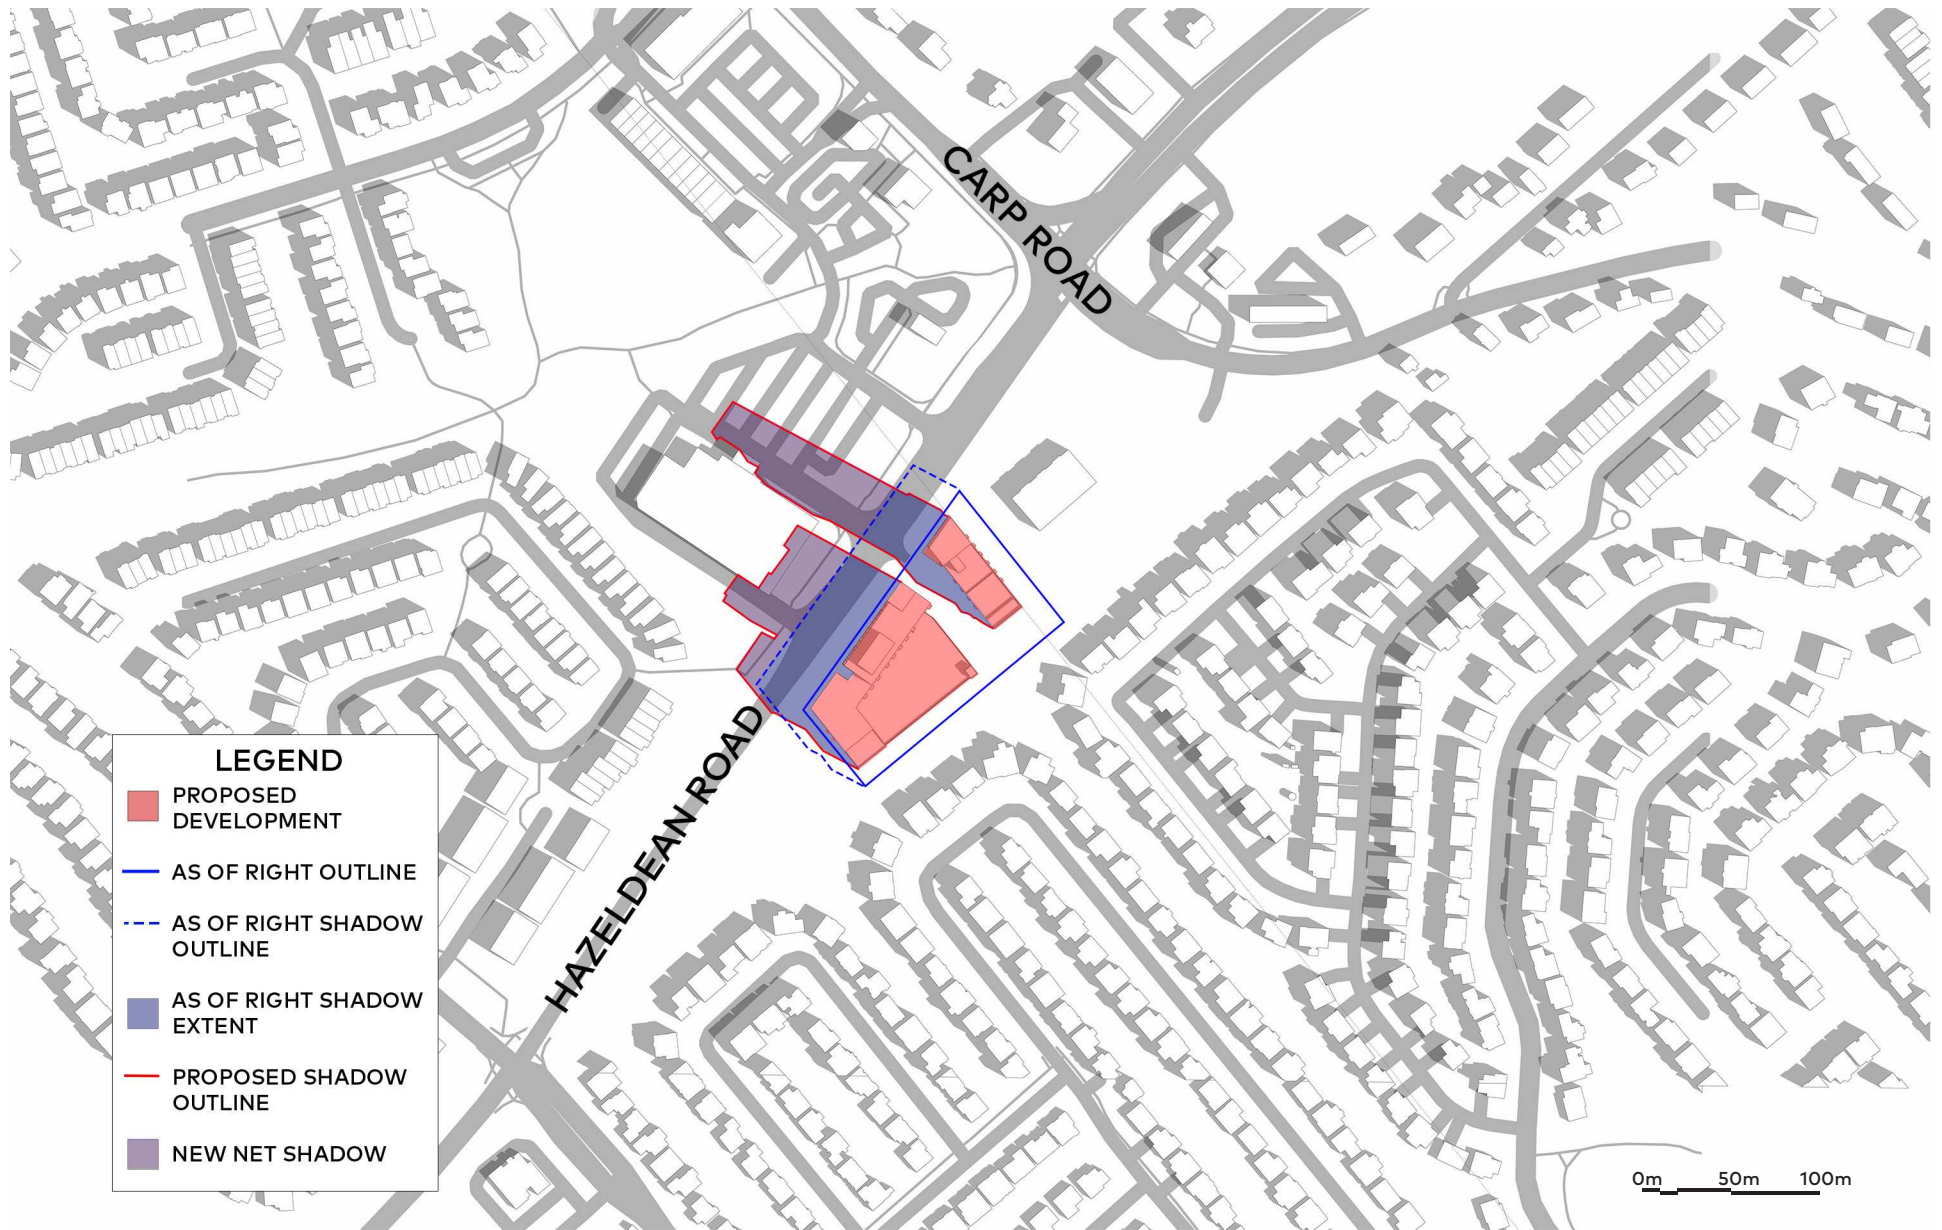 CARP ROAD
HAZELDEAN ROAD
LEGEND
PROPOSED
DEVELOPMENT
AS OF RIGHT OUTLINE
AS OF RIGHT SHADOW
OUTLINE
AS OF RIGHT SHADOW
EXTENT
PROPOSED SHADOW
OUTLINE
NEW NET SHADOW
0m 50m 100m